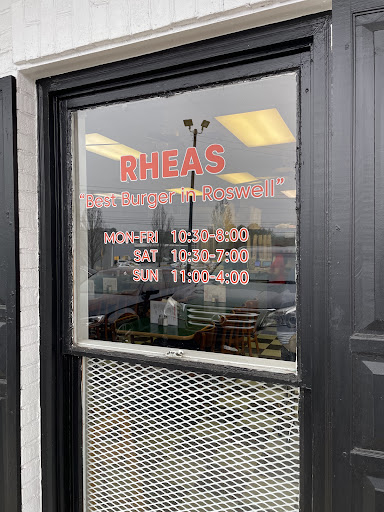 RHEAS
"Best Burger in Roswell"
MON-FRI 10:30-8:00
SAT 10:30-7:00
SUN 11:00-4:00